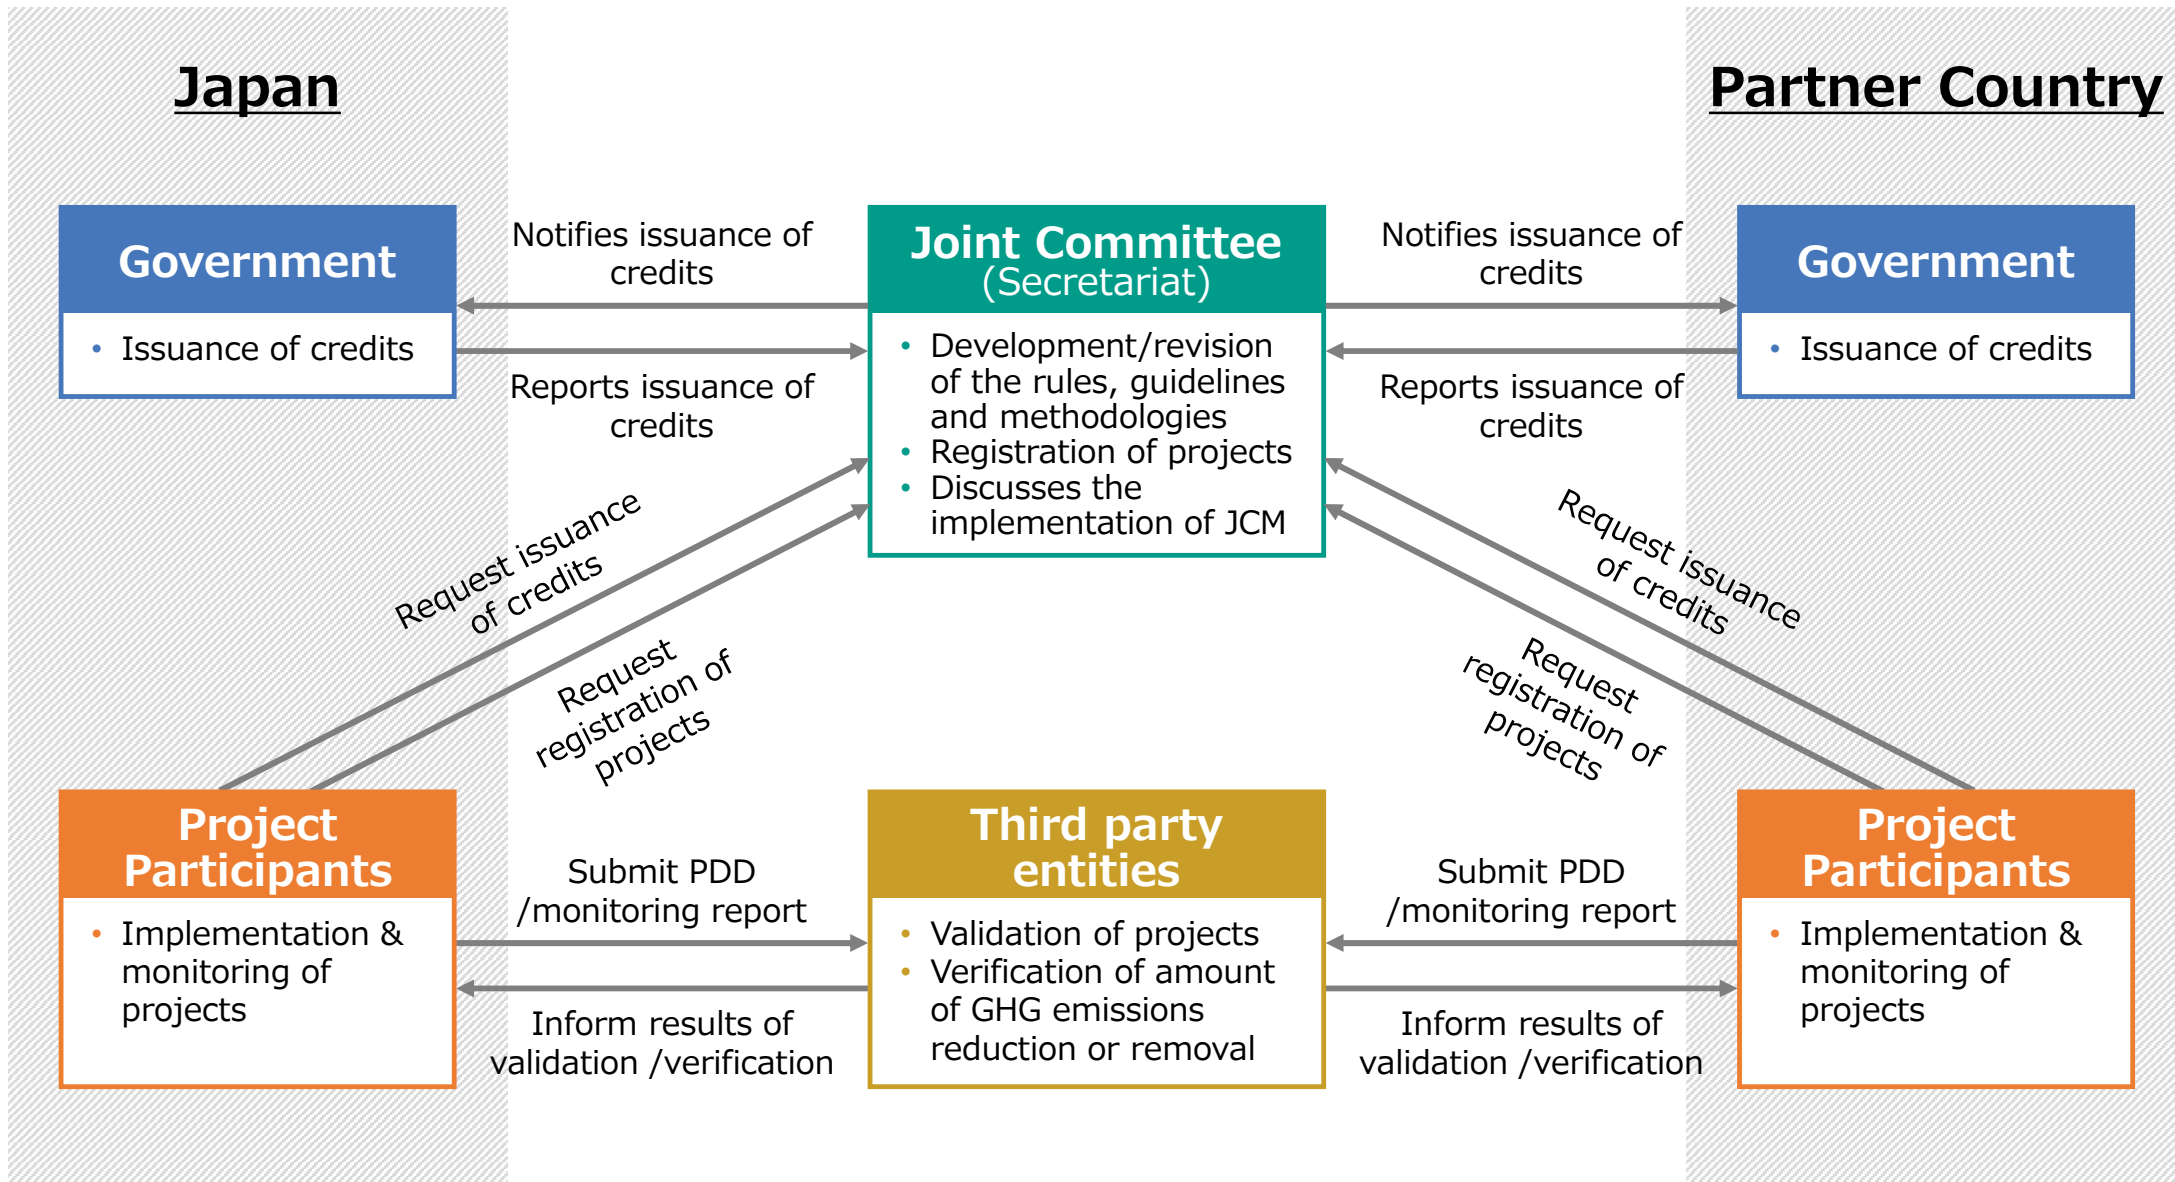 Japan
Partner Country
Government
• Issuance of credits
Notifies issuance of
credits
Reports issuance of
credits
Joint Committee
(Secretariat)
• Development/revision
of the rules, guidelines
and methodologies
• Registration of projects
• Discusses the
implementation of JCM
Notifies issuance of
credits
Reports issuance of
credits
Government
• Issuance of credits
Request issuance
of credits
Request
registration of
projects
Request issuance
of credits
Request
registration of
projects
Project
Participants
• Implementation &
monitoring of
projects
Submit PDD
/monitoring report
Inform results of
validation /verification
Third party
entities
• Validation of projects
• Verification of amount
of GHG emissions
reduction or removal
Submit PDD
/monitoring report
Inform results of
validation /verification
Project
Participants
• Implementation &
monitoring of
projects